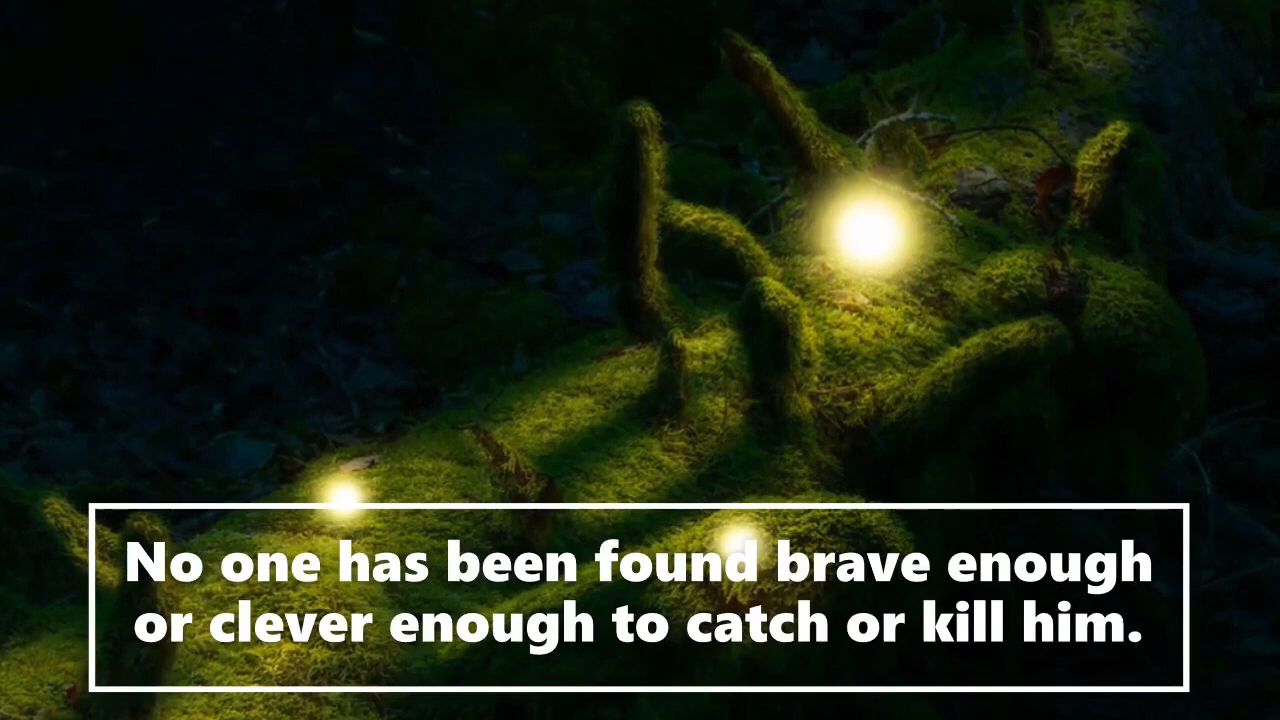 No one has been found brave enough
or clever enough to catch or kill him.